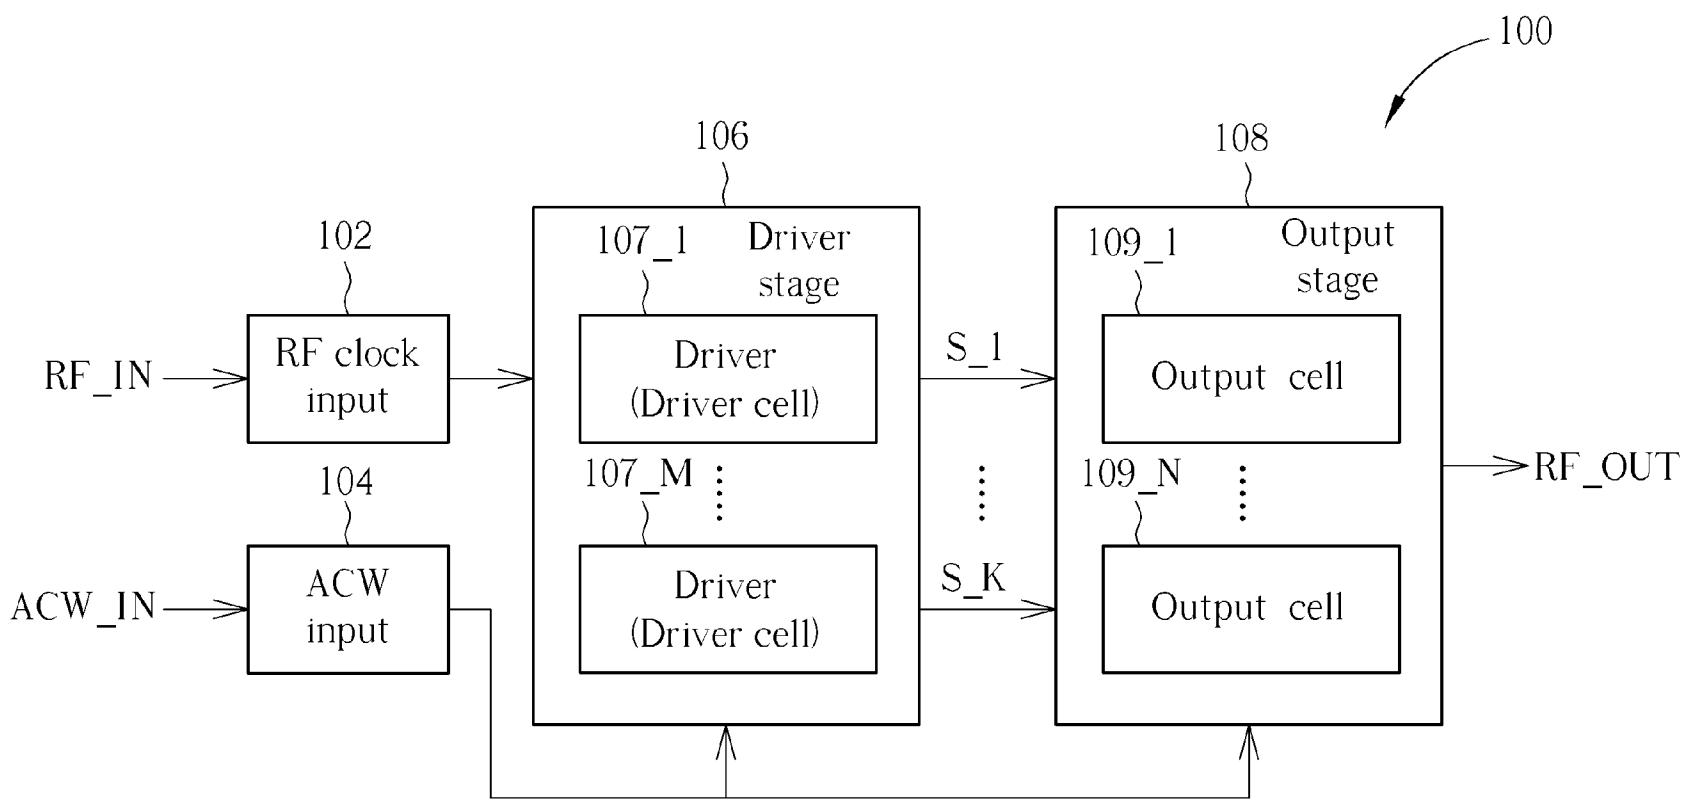 100
106
108
102
107_1
Driver
stage
109_1
Output
stage
RF_IN
RF clock
input
Driver
(Driver cell)
S_1
Output cell
104
107_M
109_N
RF_OUT
ACW_IN
ACW
input
Driver
(Driver cell)
S_K
Output cell